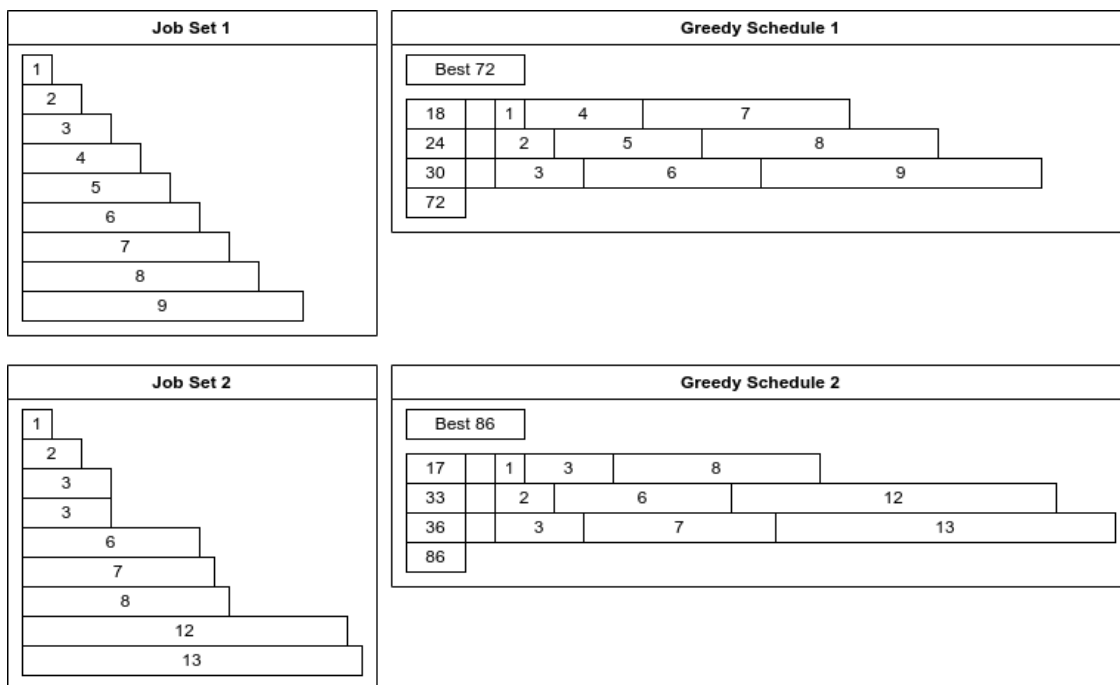 Job Set 1
1
2
3
4
5
6
7
8
9
Greedy Schedule 1
Best 72
18 1 4 7
24 2 5 8
30 3 6 9
72
Job Set 2
1
2
3
3
6
7
8
12
13
Greedy Schedule 2
Best 86
17 1 3 8
33 2 6 12
36 3 7 13
86